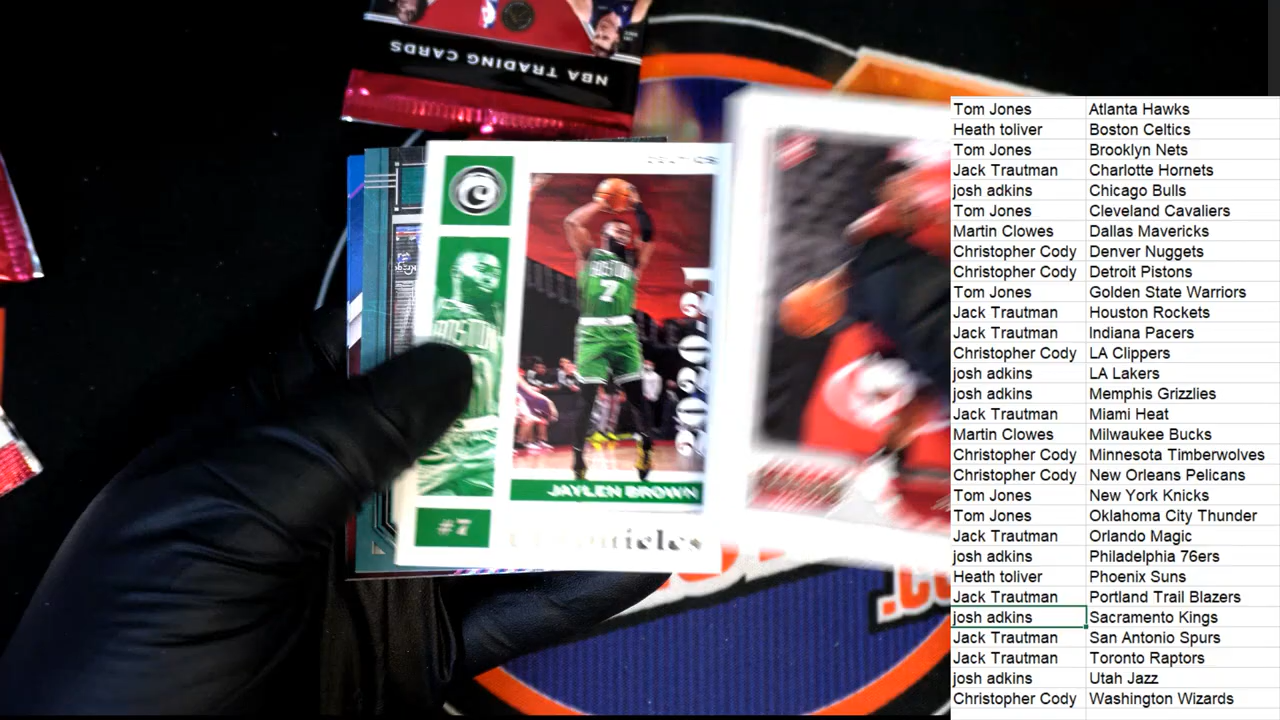 NBA TRADING CARDS
BOSTON
7
2020-21
JAYLEN BROWN
#7
Tom Jones Atlanta Hawks
Heath toliver Boston Celtics
Tom Jones Brooklyn Nets
Jack Trautman Charlotte Hornets
josh adkins Chicago Bulls
Tom Jones Cleveland Cavaliers
Martin Clowes Dallas Mavericks
Christopher Cody Denver Nuggets
Christopher Cody Detroit Pistons
Tom Jones Golden State Warriors
Jack Trautman Houston Rockets
Jack Trautman Indiana Pacers
Christopher Cody LA Clippers
josh adkins LA Lakers
josh adkins Memphis Grizzlies
Jack Trautman Miami Heat
Martin Clowes Milwaukee Bucks
Christopher Cody Minnesota Timberwolves
Christopher Cody New Orleans Pelicans
Tom Jones New York Knicks
Tom Jones Oklahoma City Thunder
Jack Trautman Orlando Magic
josh adkins Philadelphia 76ers
Heath toliver Phoenix Suns
Jack Trautman Portland Trail Blazers
josh adkins Sacramento Kings
Jack Trautman San Antonio Spurs
Jack Trautman Toronto Raptors
josh adkins Utah Jazz
Christopher Cody Washington Wizards